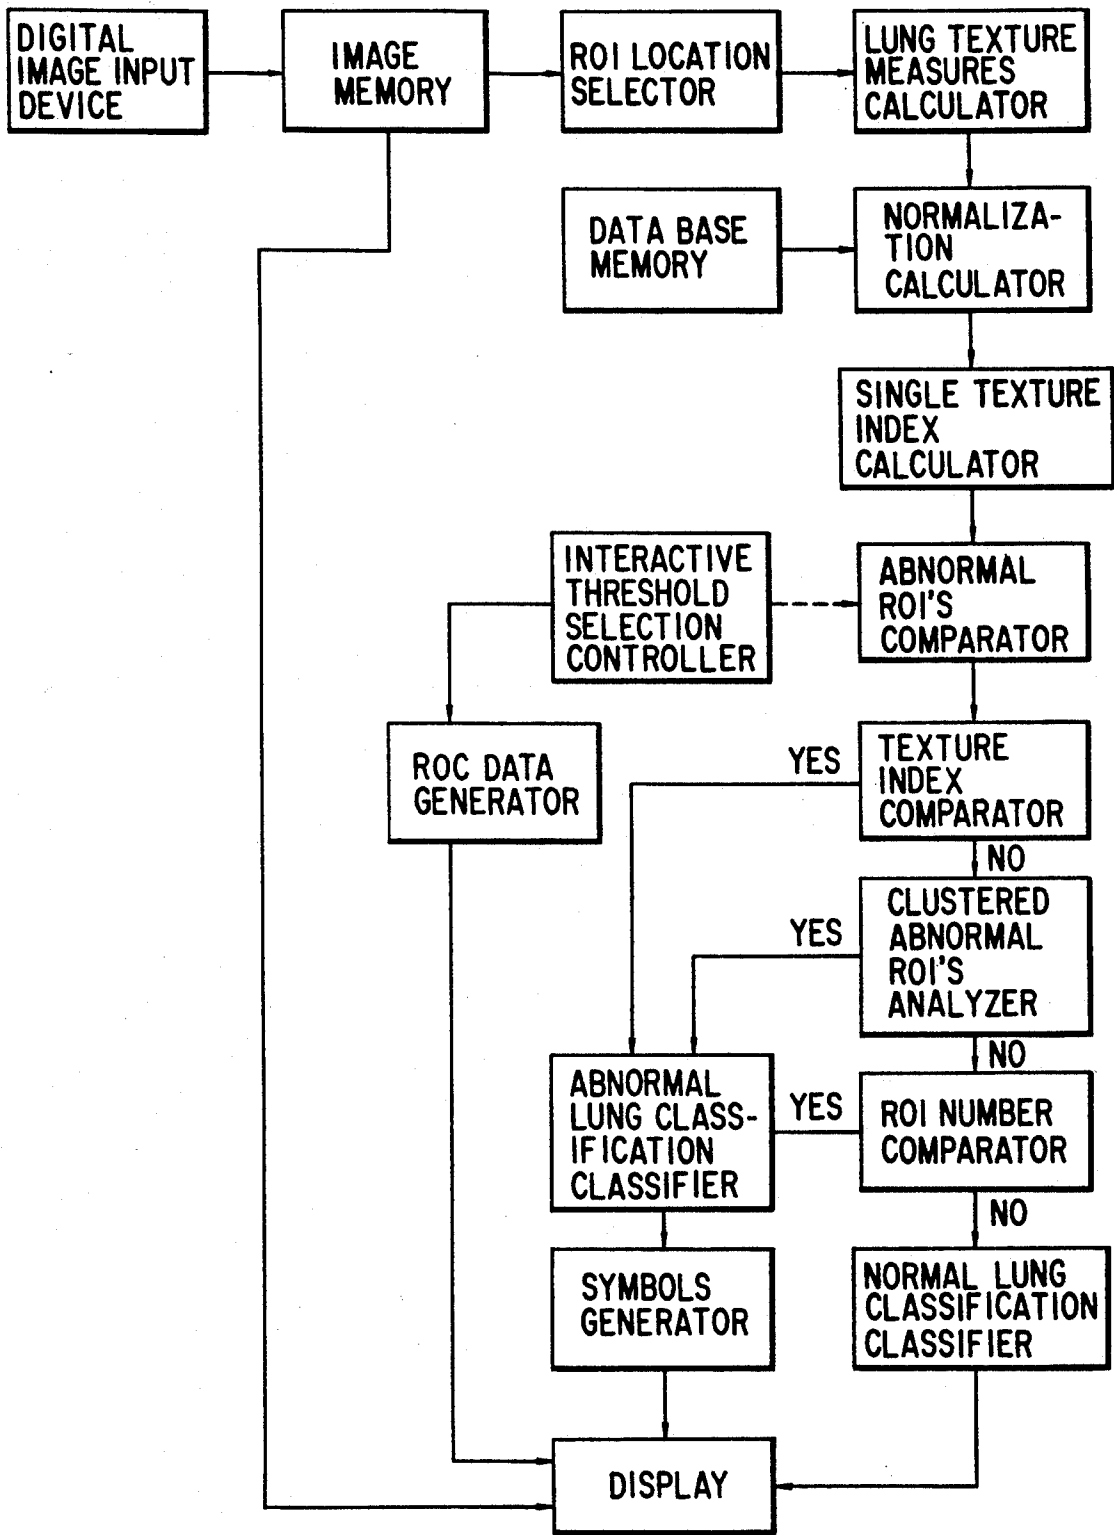 DIGITAL
IMAGE INPUT
DEVICE
IMAGE
MEMORY
ROI LOCATION
SELECTOR
LUNG TEXTURE
MEASURES
CALCULATOR
DATA BASE
MEMORY
NORMALIZA-
TION
CALCULATOR
SINGLE TEXTURE
INDEX
CALCULATOR
INTERACTIVE
THRESHOLD
SELECTION
CONTROLLER
ABNORMAL
ROI'S
COMPARATOR
ROC DATA
GENERATOR
YES
TEXTURE
INDEX
COMPARATOR
NO
YES
CLUSTERED
ABNORMAL
ROI'S
ANALYZER
NO
ABNORMAL
LUNG CLASS-
IFICATION
CLASSIFIER
YES
ROI NUMBER
COMPARATOR
NO
SYMBOLS
GENERATOR
NORMAL LUNG
CLASSIFICATION
CLASSIFIER
DISPLAY